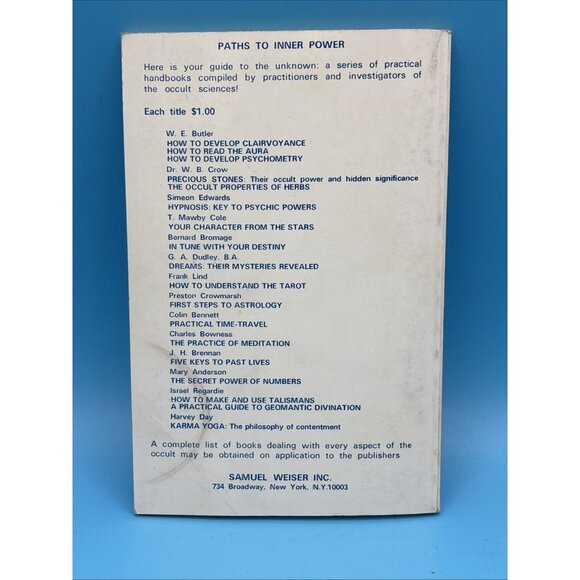 PATHS TO INNER POWER
Here is your guide to the unknown: a series of practical
handbooks compiled by practitioners and investigators of
the occult sciences!
Each title $1.00
W. E. Butler
HOW TO DEVELOP CLAIRVOYANCE
HOW TO READ THE AURA
HOW TO DEVELOP PSYCHOMETRY
Dr. W. B. Crow
PRECIOUS STONES: Their occult power and hidden significance
THE OCCULT PROPERTIES OF HERBS
Simeon Edwards
HYPNOSIS: KEY TO PSYCHIC POWERS
T. Mawby Cole
YOUR CHARACTER FROM THE STARS
Bernard Bromage
IN TUNE WITH YOUR DESTINY
G. A. Dudley, B.A.
DREAMS: THEIR MYSTERIES REVEALED
Frank Lind
HOW TO UNDERSTAND THE TAROT
Preston Crowmarsh
FIRST STEPS TO ASTROLOGY
Colin Bennett
PRACTICAL TIME-TRAVEL
Charles Bowness
THE PRACTICE OF MEDITATION
J. H. Brennan
FIVE KEYS TO PAST LIVES
Mary Anderson
THE SECRET POWER OF NUMBERS
Israel Regardie
HOW TO MAKE AND USE TALISMANS
A PRACTICAL GUIDE TO GEOMANTIC DIVINATION
Harvey Day
KARMA YOGA: The philosophy of contentment
A complete list of books dealing with every aspect of the
occult may be obtained on application to the publishers
SAMUEL WEISER INC.
734 Broadway, New York, N.Y.10003